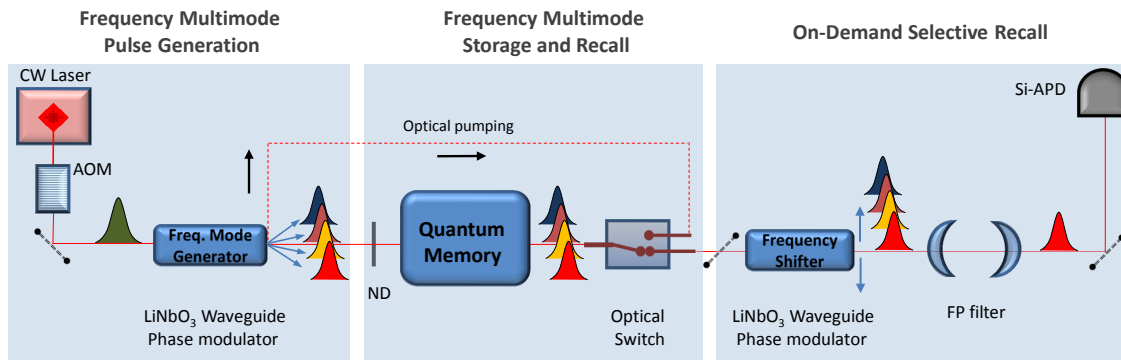 Frequency Multimode
Pulse Generation
Frequency Multimode
Storage and Recall
On-Demand Selective Recall
CW Laser
AOM
Freq. Mode
Generator
LiNbO₃ Waveguide
Phase modulator
Optical pumping
ND
Quantum
Memory
Optical
Switch
Si-APD
Frequency
Shifter
LiNbO₃ Waveguide
Phase modulator
FP filter